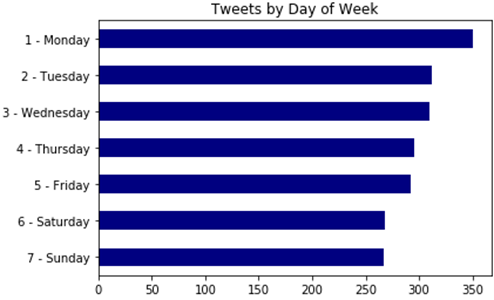 Tweets by Day of Week
1 - Monday
2 - Tuesday
3 - Wednesday
4 - Thursday
5 - Friday
6 - Saturday
7 - Sunday
0 50 100 150 200 250 300 350